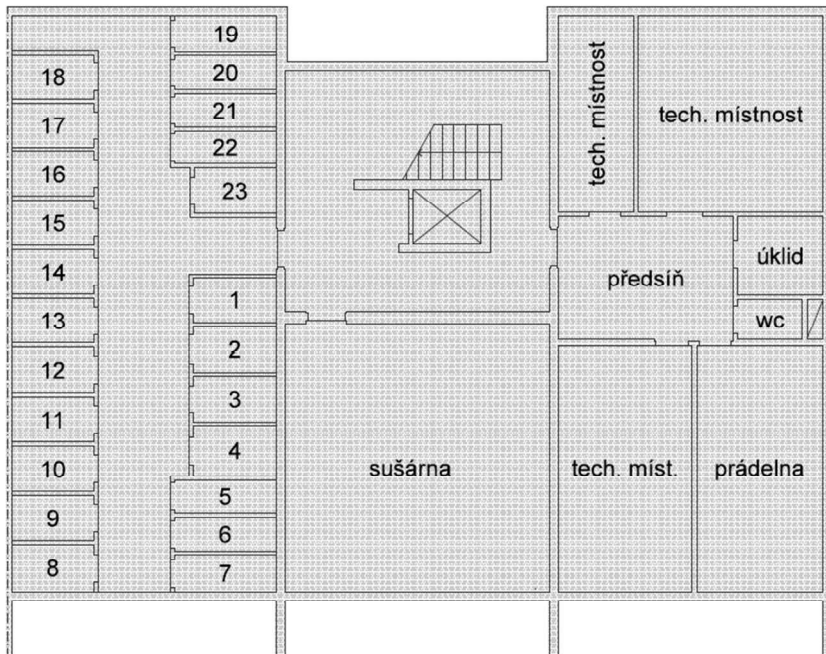 19
18
20
17
21
22
16
23
15
14
13
12
11
10
9
8
1
2
3
4
5
6
7
tech. místnost
tech. místnost
předsíň
úklid
wc
sušárna
tech. míst.
prádelna